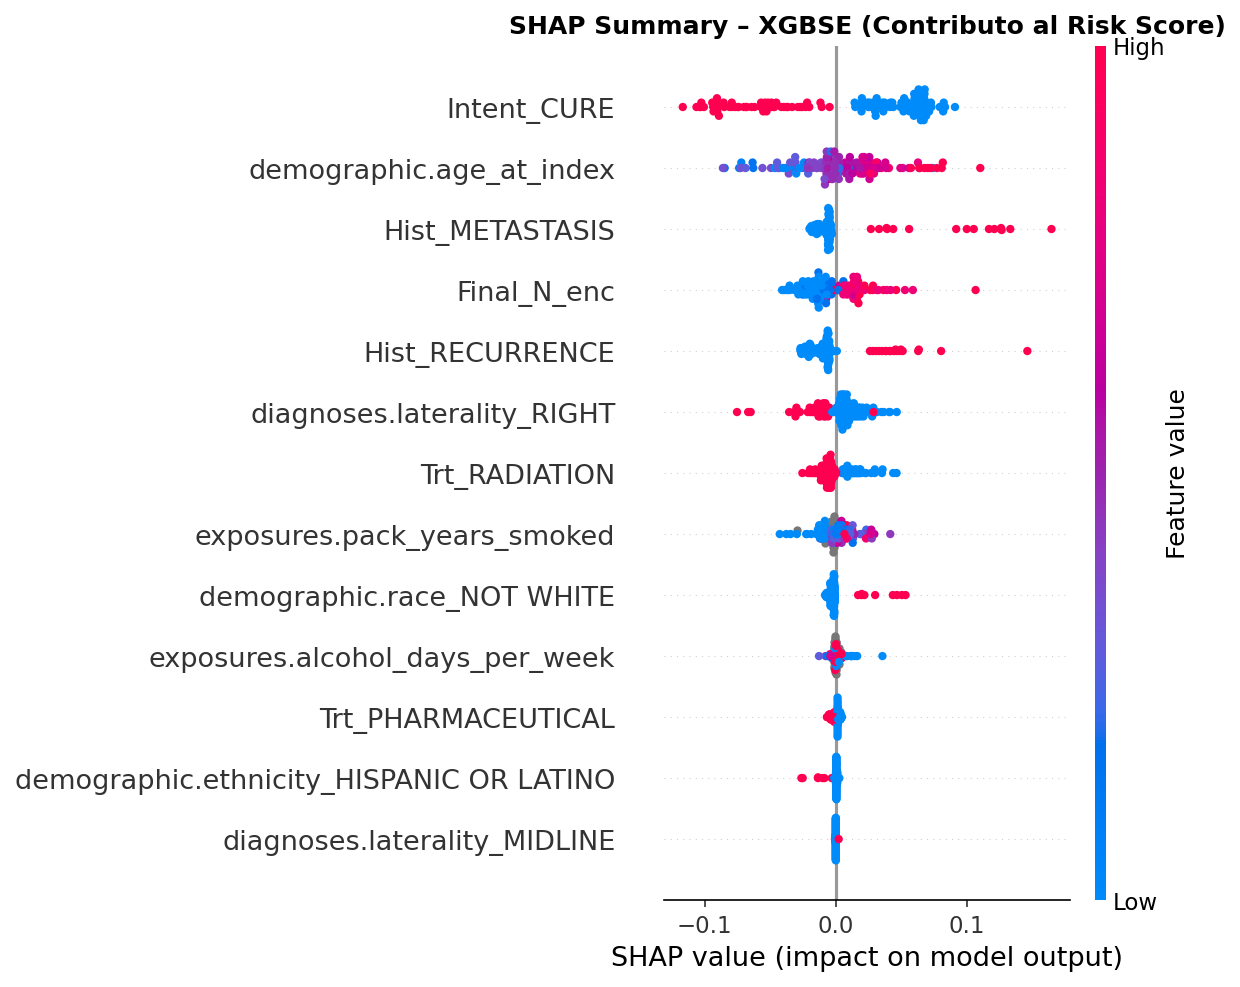 SHAP Summary – XGBSE (Contributo al Risk Score)
High
Intent_CURE
demographic.age_at_index
Hist_METASTASIS
Final_N_enc
Hist_RECURRENCE
diagnoses.laterality_RIGHT
Trt_RADIATION
exposures.pack_years_smoked
demographic.race_NOT WHITE
exposures.alcohol_days_per_week
Trt_PHARMACEUTICAL
demographic.ethnicity_HISPANIC OR LATINO
diagnoses.laterality_MIDLINE
Feature value
Low
−0.1 0.0 0.1
SHAP value (impact on model output)